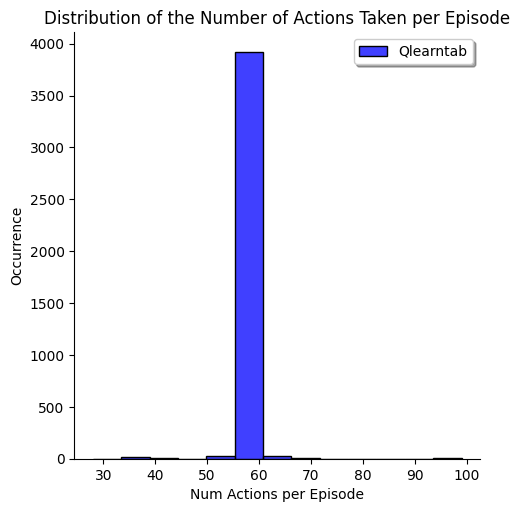 Distribution of the Number of Actions Taken per Episode
Qlearntab
4000
3500
3000
2500
2000
1500
1000
500
0
Occurrence
30 40 50 60 70 80 90 100
Num Actions per Episode